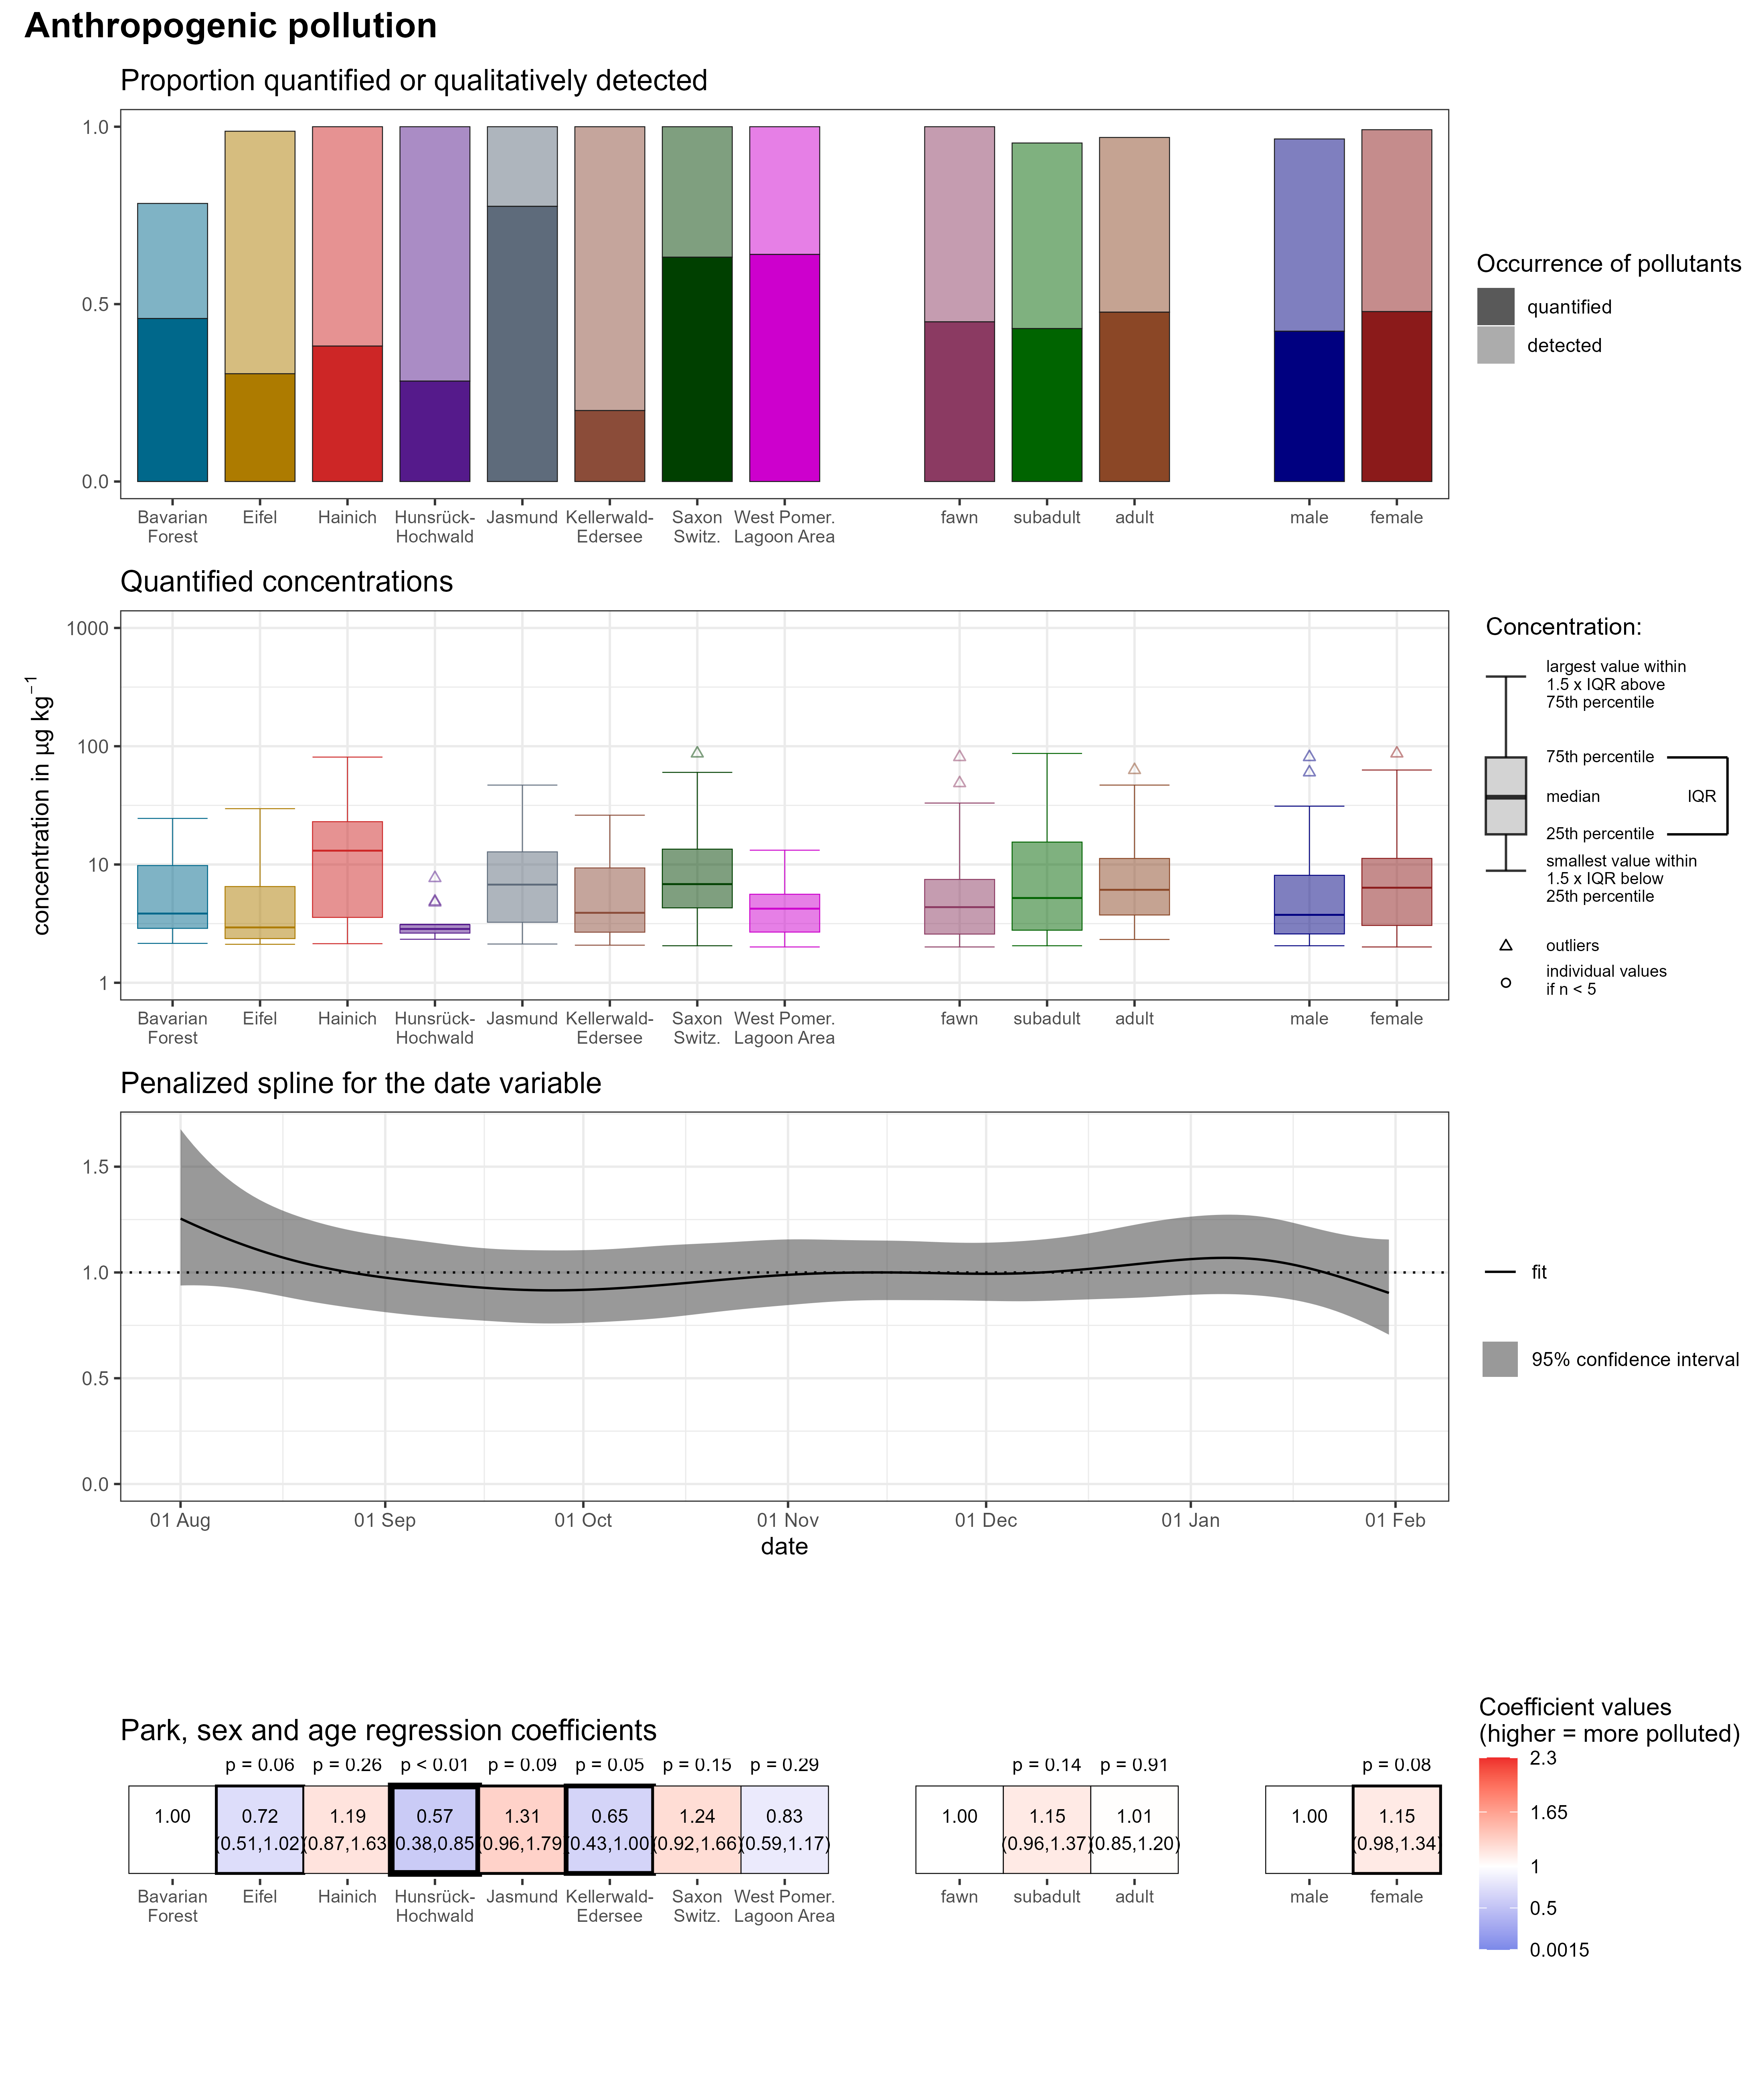 Anthropogenic pollution
Proportion quantified or qualitatively detected
1.0
0.5
0.0
Bavarian Forest
Eifel
Hainich
Hunsrück-Hochwald
Jasmund
Kellerwald-Edersee
Saxon Switz.
West Pomer. Lagoon Area
fawn
subadult
adult
male
female
Occurrence of pollutants
quantified
detected
Quantified concentrations
concentration in µg kg⁻¹
1000
100
10
1
Bavarian Forest
Eifel
Hainich
Hunsrück-Hochwald
Jasmund
Kellerwald-Edersee
Saxon Switz.
West Pomer. Lagoon Area
fawn
subadult
adult
male
female
Concentration:
largest value within
1.5 x IQR above
75th percentile
75th percentile
median
IQR
25th percentile
smallest value within
1.5 x IQR below
25th percentile
outliers
individual values
if n < 5
Penalized spline for the date variable
1.5
1.0
0.5
0.0
01 Aug
01 Sep
01 Oct
01 Nov
01 Dec
01 Jan
01 Feb
date
fit
95% confidence interval
Park, sex and age regression coefficients
p = 0.06
p = 0.26
p < 0.01
p = 0.09
p = 0.05
p = 0.15
p = 0.29
p = 0.14
p = 0.91
p = 0.08
1.00
0.72
1.19
0.57
1.31
0.65
1.24
0.83
1.00
1.15
1.01
1.00
1.15
(0.51,1.02)
(0.87,1.63)
(0.38,0.85)
(0.96,1.79)
(0.43,1.00)
(0.92,1.66)
(0.59,1.17)
(0.96,1.37)
(0.85,1.20)
(0.98,1.34)
Bavarian Forest
Eifel
Hainich
Hunsrück-Hochwald
Jasmund
Kellerwald-Edersee
Saxon Switz.
West Pomer. Lagoon Area
fawn
subadult
adult
male
female
Coefficient values
(higher = more polluted)
2.3
1.65
1
0.5
0.0015